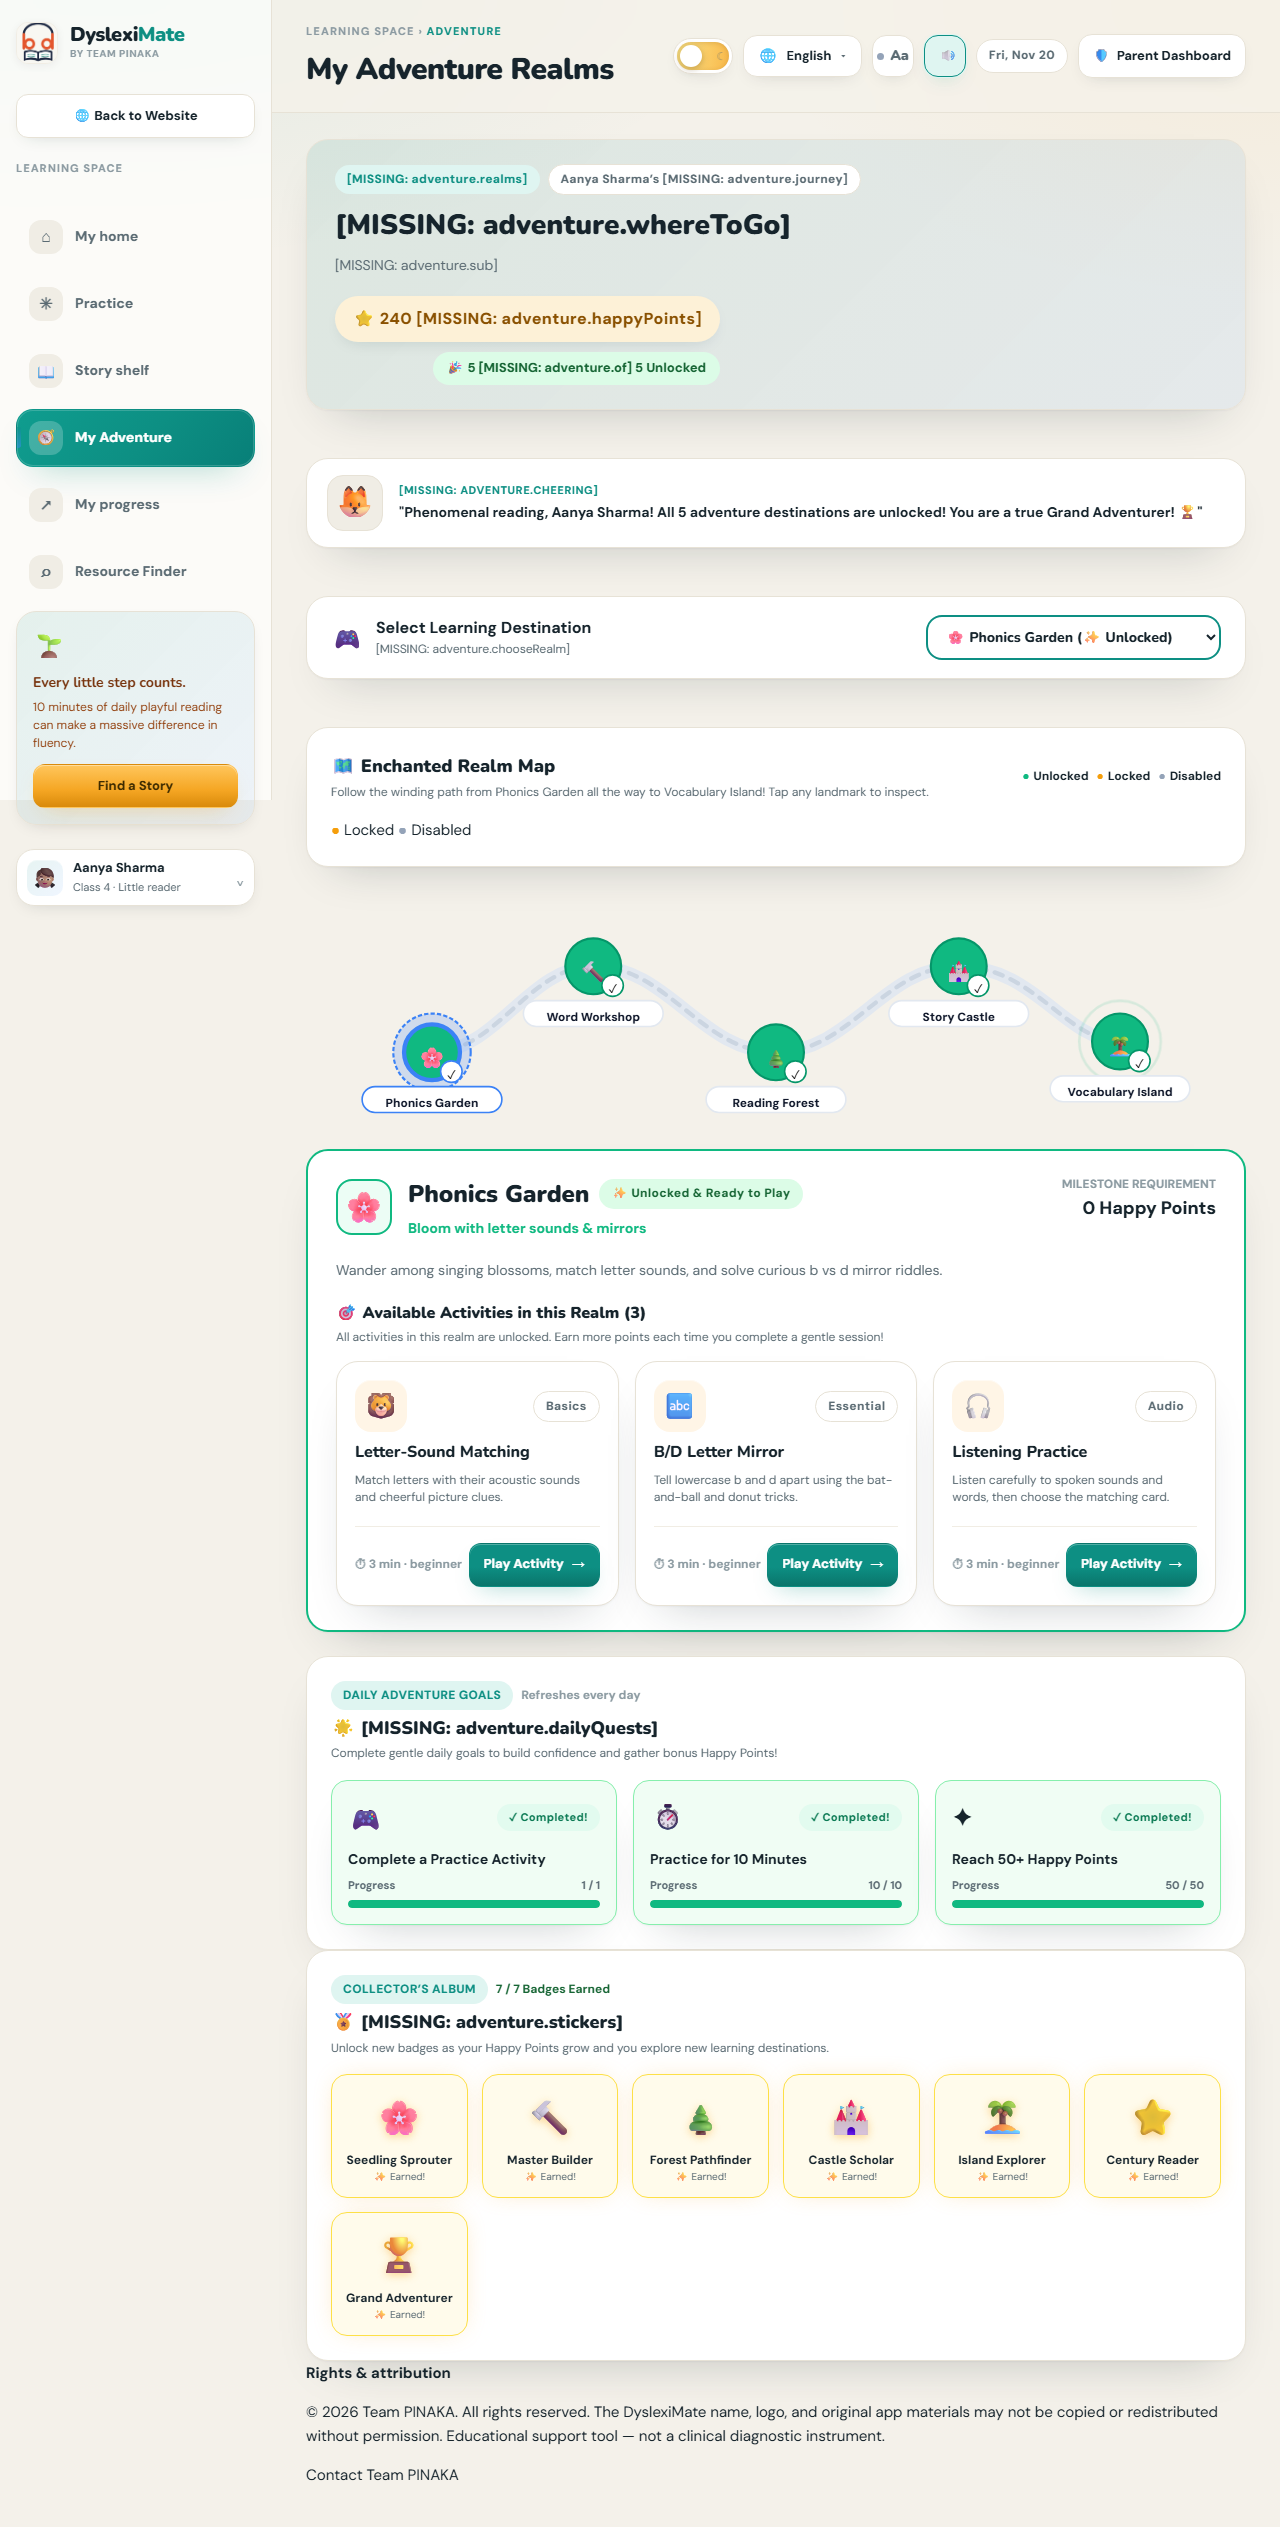 DyslexiMate
BY TEAM PINAKA
🌐 Back to Website
LEARNING SPACE
My home
Practice
Story shelf
My Adventure
My progress
Resource Finder
Every little step counts.
10 minutes of daily playful reading
can make a massive difference in
fluency.
Find a Story
Aanya Sharma
Class 4 · Little reader
LEARNING SPACE › ADVENTURE
My Adventure Realms
English
Aa
Fri, Nov 20
Parent Dashboard
[MISSING: adventure.realms]
Aanya Sharma's [MISSING: adventure.journey]
[MISSING: adventure.whereToGo]
[MISSING: adventure.sub]
⭐ 240 [MISSING: adventure.happyPoints]
🎉 5 [MISSING: adventure.of] 5 Unlocked
[MISSING: ADVENTURE.CHEERING]
"Phenomenal reading, Aanya Sharma! All 5 adventure destinations are unlocked! You are a true Grand Adventurer! 🏆"
Select Learning Destination
[MISSING: adventure.chooseRealm]
🌸 Phonics Garden (✨ Unlocked)
🗺️ Enchanted Realm Map
Follow the winding path from Phonics Garden all the way to Vocabulary Island! Tap any landmark to inspect.
● Unlocked ● Locked ● Disabled
● Locked ● Disabled
Word Workshop
Story Castle
Phonics Garden
Reading Forest
Vocabulary Island
Phonics Garden
✨ Unlocked & Ready to Play
Bloom with letter sounds & mirrors
MILESTONE REQUIREMENT
0 Happy Points
Wander among singing blossoms, match letter sounds, and solve curious b vs d mirror riddles.
🎯 Available Activities in this Realm (3)
All activities in this realm are unlocked. Earn more points each time you complete a gentle session!
Basics
Letter-Sound Matching
Match letters with their acoustic sounds
and cheerful picture clues.
⏱ 3 min · beginner
Play Activity →
abc
Essential
B/D Letter Mirror
Tell lowercase b and d apart using the bat-
and-ball and donut tricks.
⏱ 3 min · beginner
Play Activity →
Audio
Listening Practice
Listen carefully to spoken sounds and
words, then choose the matching card.
⏱ 3 min · beginner
Play Activity →
DAILY ADVENTURE GOALS
Refreshes every day
🌟 [MISSING: adventure.dailyQuests]
Complete gentle daily goals to build confidence and gather bonus Happy Points!
✓ Completed!
Complete a Practice Activity
Progress 1 / 1
✓ Completed!
Practice for 10 Minutes
Progress 10 / 10
✓ Completed!
Reach 50+ Happy Points
Progress 50 / 50
COLLECTOR'S ALBUM
7 / 7 Badges Earned
🏅 [MISSING: adventure.stickers]
Unlock new badges as your Happy Points grow and you explore new learning destinations.
Seedling Sprouter
✨ Earned!
Master Builder
✨ Earned!
Forest Pathfinder
✨ Earned!
Castle Scholar
✨ Earned!
Island Explorer
✨ Earned!
Century Reader
✨ Earned!
Grand Adventurer
✨ Earned!
Rights & attribution
© 2026 Team PINAKA. All rights reserved. The DyslexiMate name, logo, and original app materials may not be copied or redistributed
without permission. Educational support tool — not a clinical diagnostic instrument.
Contact Team PINAKA